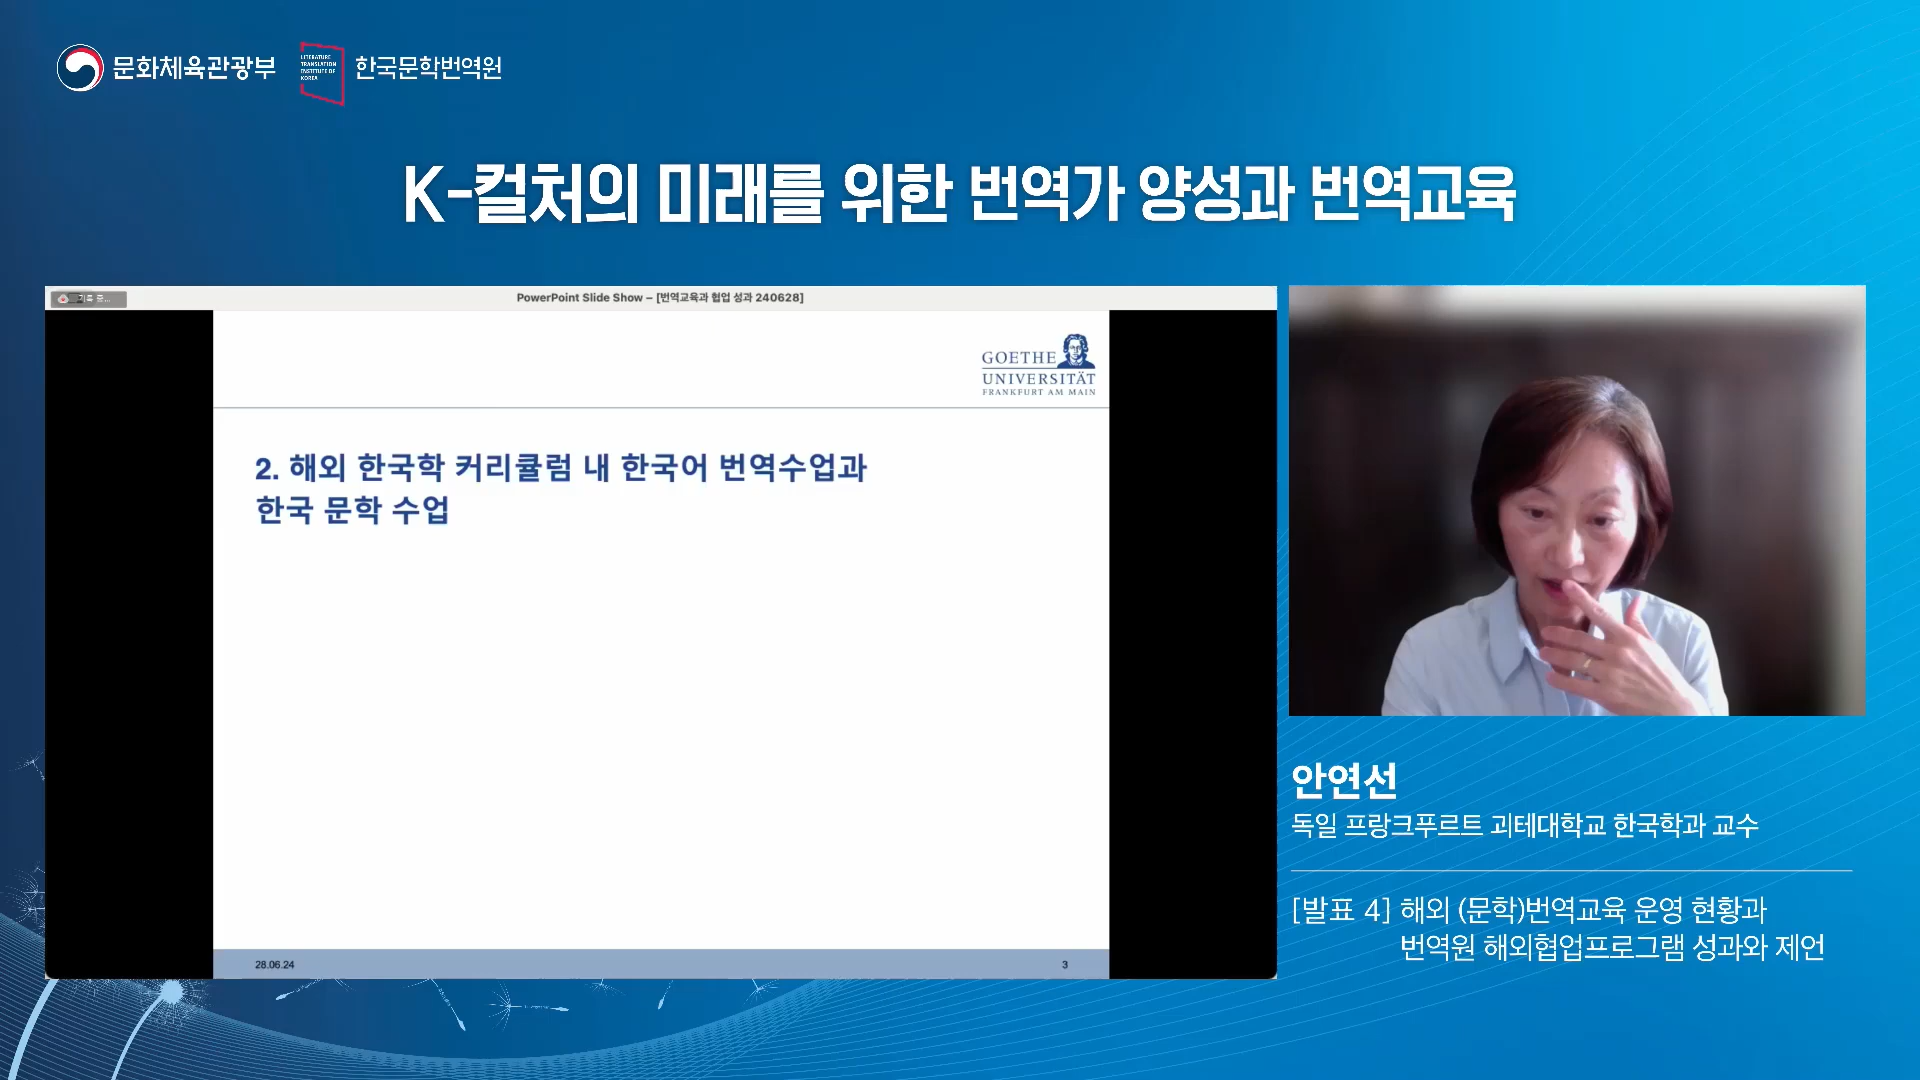 문화체육관광부
LITERATURE
TRANSLATION
INSTITUTE OF
KOREA
한국문학번역원
K-컬처의 미래를 위한 번역가 양성과 번역교육
PowerPoint Slide Show – [번역교육과 협업 성과 240628]
GOETHE
UNIVERSITÄT
FRANKFURT AM MAIN
2. 해외 한국학 커리큘럼 내 한국어 번역수업과
한국 문학 수업
28.06.24
3
안연선
독일 프랑크푸르트 괴테대학교 한국학과 교수
[발표 4] 해외 (문학)번역교육 운영 현황과
번역원 해외협업프로그램 성과와 제언